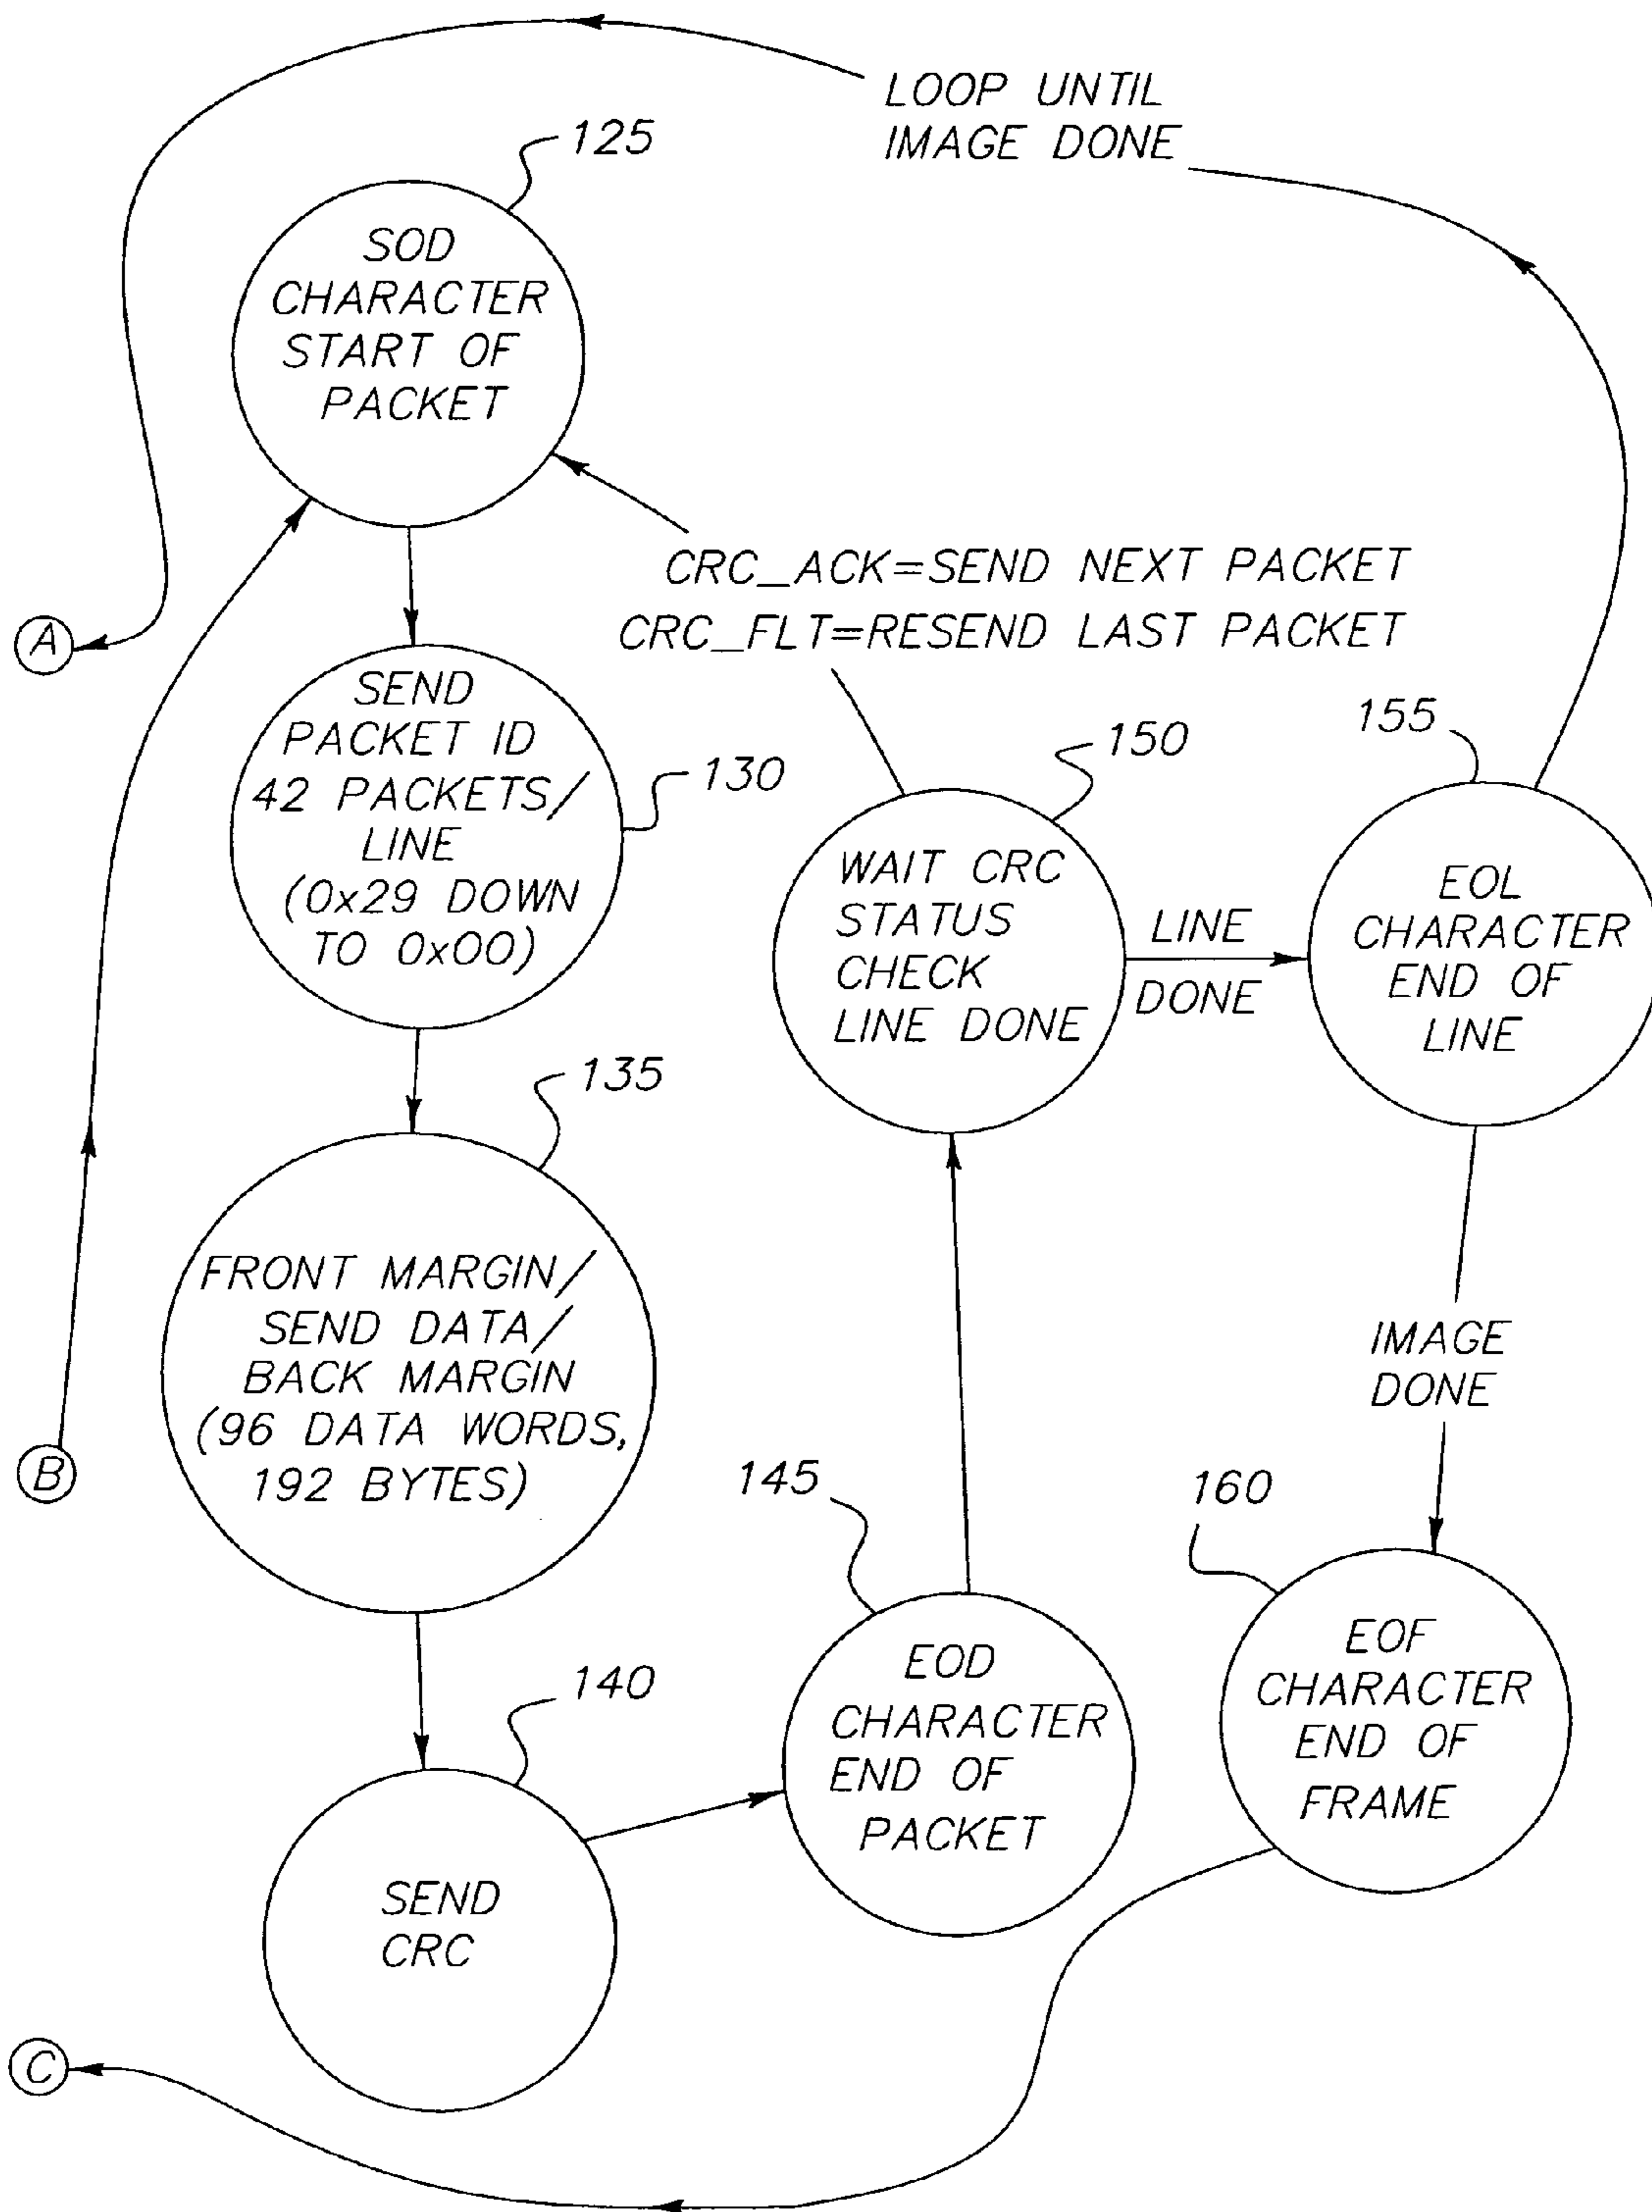 LOOP UNTIL
IMAGE DONE
125
SOD
CHARACTER
START OF
PACKET
CRC_ACK=SEND NEXT PACKET
CRC_FLT=RESEND LAST PACKET
A
SEND
PACKET ID
42 PACKETS/
LINE
(0x29 DOWN
TO 0x00)
130
150
155
WAIT CRC
STATUS
CHECK
LINE DONE
LINE
DONE
EOL
CHARACTER
END OF
LINE
135
FRONT MARGIN/
SEND DATA/
BACK MARGIN
(96 DATA WORDS,
192 BYTES)
IMAGE
DONE
B
145
160
EOD
CHARACTER
END OF
PACKET
EOF
CHARACTER
END OF
FRAME
140
SEND
CRC
C